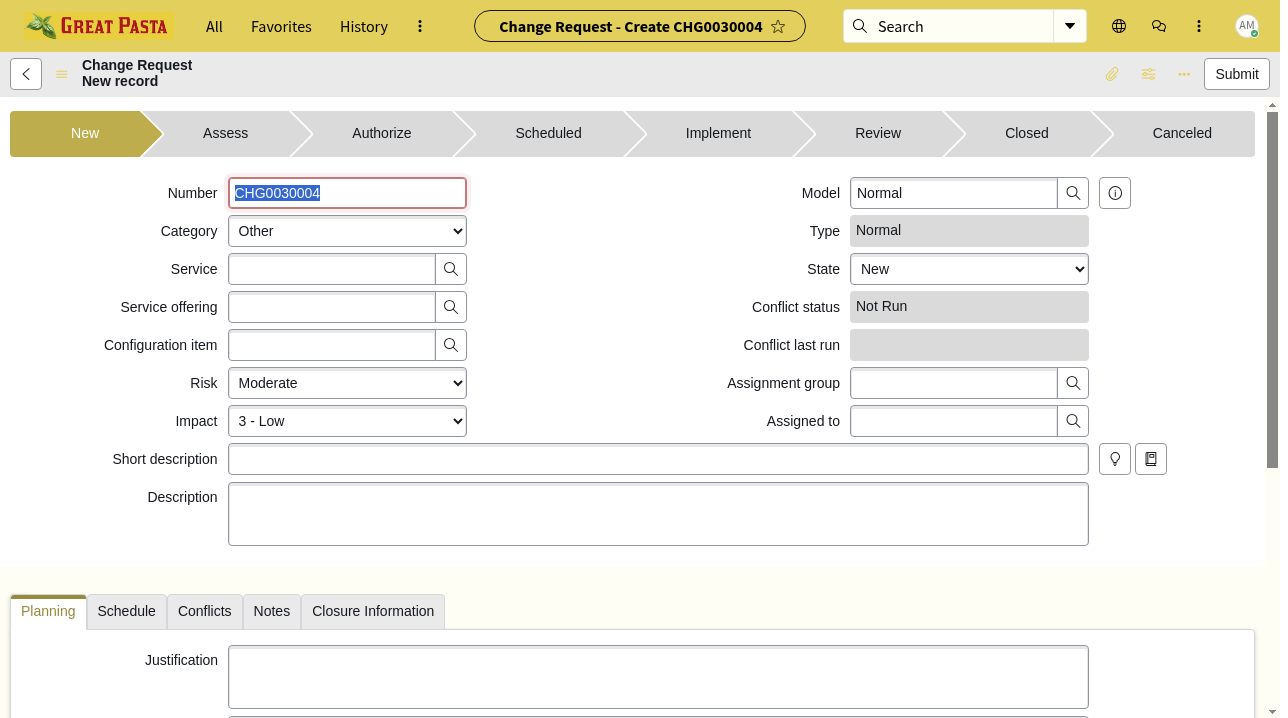 GREAT PASTA
All
Favorites
History
Change Request - Create CHG0030004
Search
AM
Change Request
New record
Submit
New
Assess
Authorize
Scheduled
Implement
Review
Closed
Canceled
Number
CHG0030004
Model
Normal
Category
Other
Type
Normal
Service
State
New
Service offering
Conflict status
Not Run
Configuration item
Conflict last run
Risk
Moderate
Assignment group
Impact
3 - Low
Assigned to
Short description
Description
Planning
Schedule
Conflicts
Notes
Closure Information
Justification